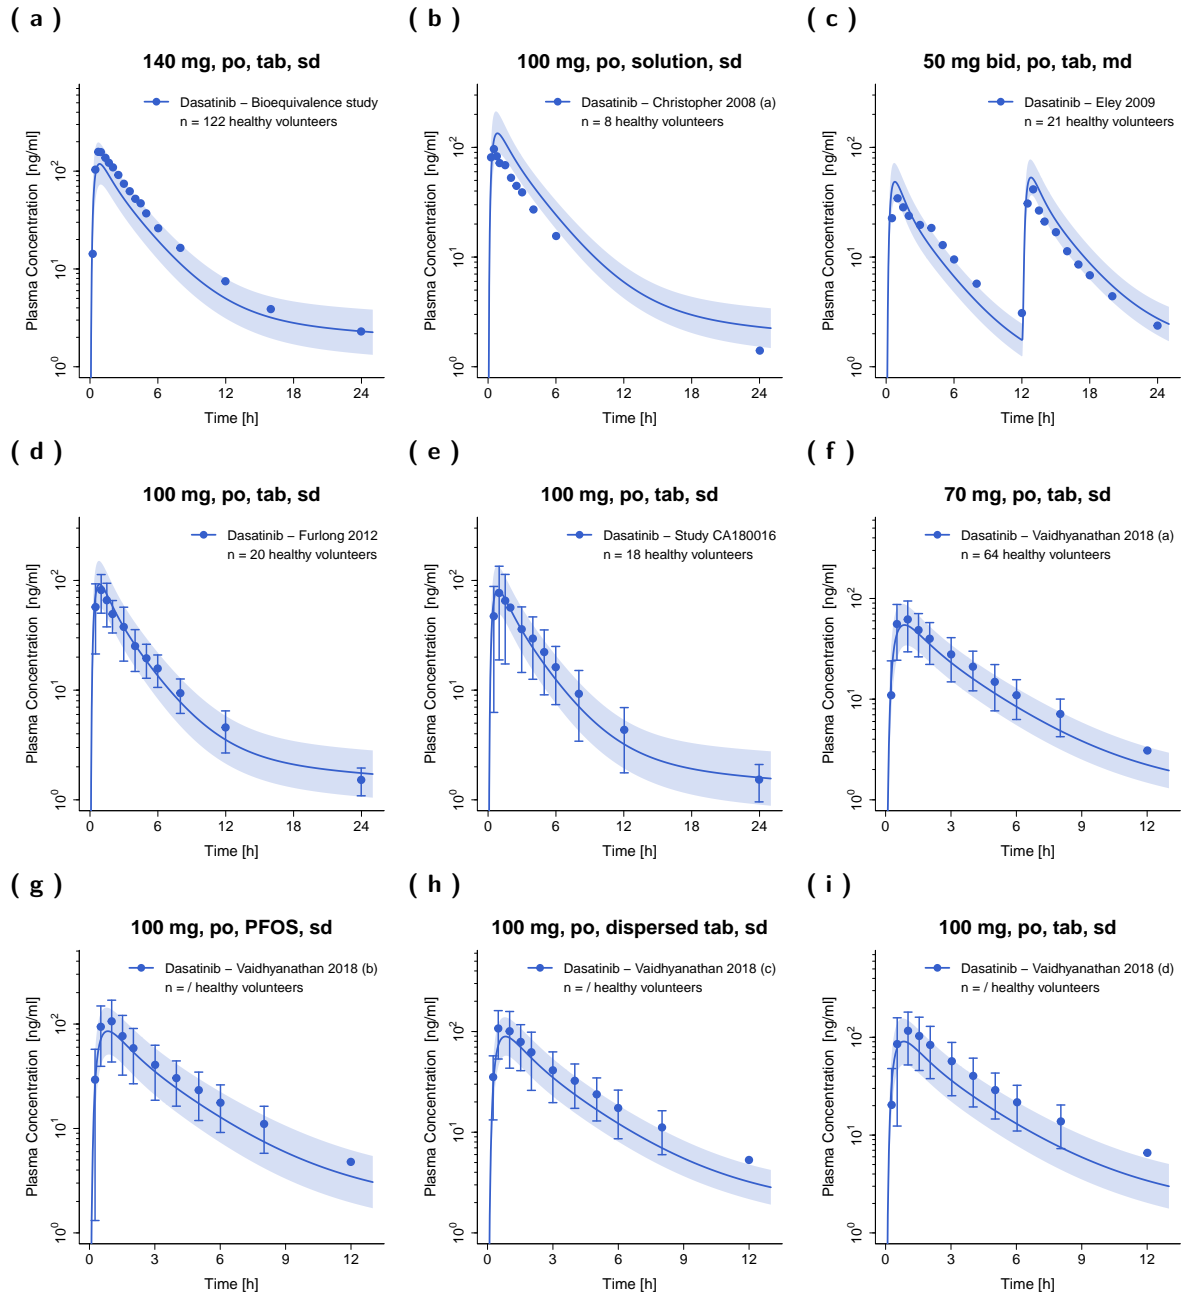 ( a )
140 mg, po, tab, sd
Dasatinib − Bioequivalence study
n = 122 healthy volunteers
Plasma Concentration [ng/ml]
10^0
10^1
10^2
0 6 12 18 24
Time [h]
( b )
100 mg, po, solution, sd
Dasatinib − Christopher 2008 (a)
n = 8 healthy volunteers
Plasma Concentration [ng/ml]
10^0
10^1
10^2
0 6 12 18 24
Time [h]
( c )
50 mg bid, po, tab, md
Dasatinib − Eley 2009
n = 21 healthy volunteers
Plasma Concentration [ng/ml]
10^0
10^1
10^2
0 6 12 18 24
Time [h]
( d )
100 mg, po, tab, sd
Dasatinib − Furlong 2012
n = 20 healthy volunteers
Plasma Concentration [ng/ml]
10^0
10^1
10^2
0 6 12 18 24
Time [h]
( e )
100 mg, po, tab, sd
Dasatinib − Study CA180016
n = 18 healthy volunteers
Plasma Concentration [ng/ml]
10^0
10^1
10^2
0 6 12 18 24
Time [h]
( f )
70 mg, po, tab, sd
Dasatinib − Vaidhyanathan 2018 (a)
n = 64 healthy volunteers
Plasma Concentration [ng/ml]
10^0
10^1
10^2
0 3 6 9 12
Time [h]
( g )
100 mg, po, PFOS, sd
Dasatinib − Vaidhyanathan 2018 (b)
n = / healthy volunteers
Plasma Concentration [ng/ml]
10^0
10^1
10^2
0 3 6 9 12
Time [h]
( h )
100 mg, po, dispersed tab, sd
Dasatinib − Vaidhyanathan 2018 (c)
n = / healthy volunteers
Plasma Concentration [ng/ml]
10^0
10^1
10^2
0 3 6 9 12
Time [h]
( i )
100 mg, po, tab, sd
Dasatinib − Vaidhyanathan 2018 (d)
n = / healthy volunteers
Plasma Concentration [ng/ml]
10^0
10^1
10^2
0 3 6 9 12
Time [h]